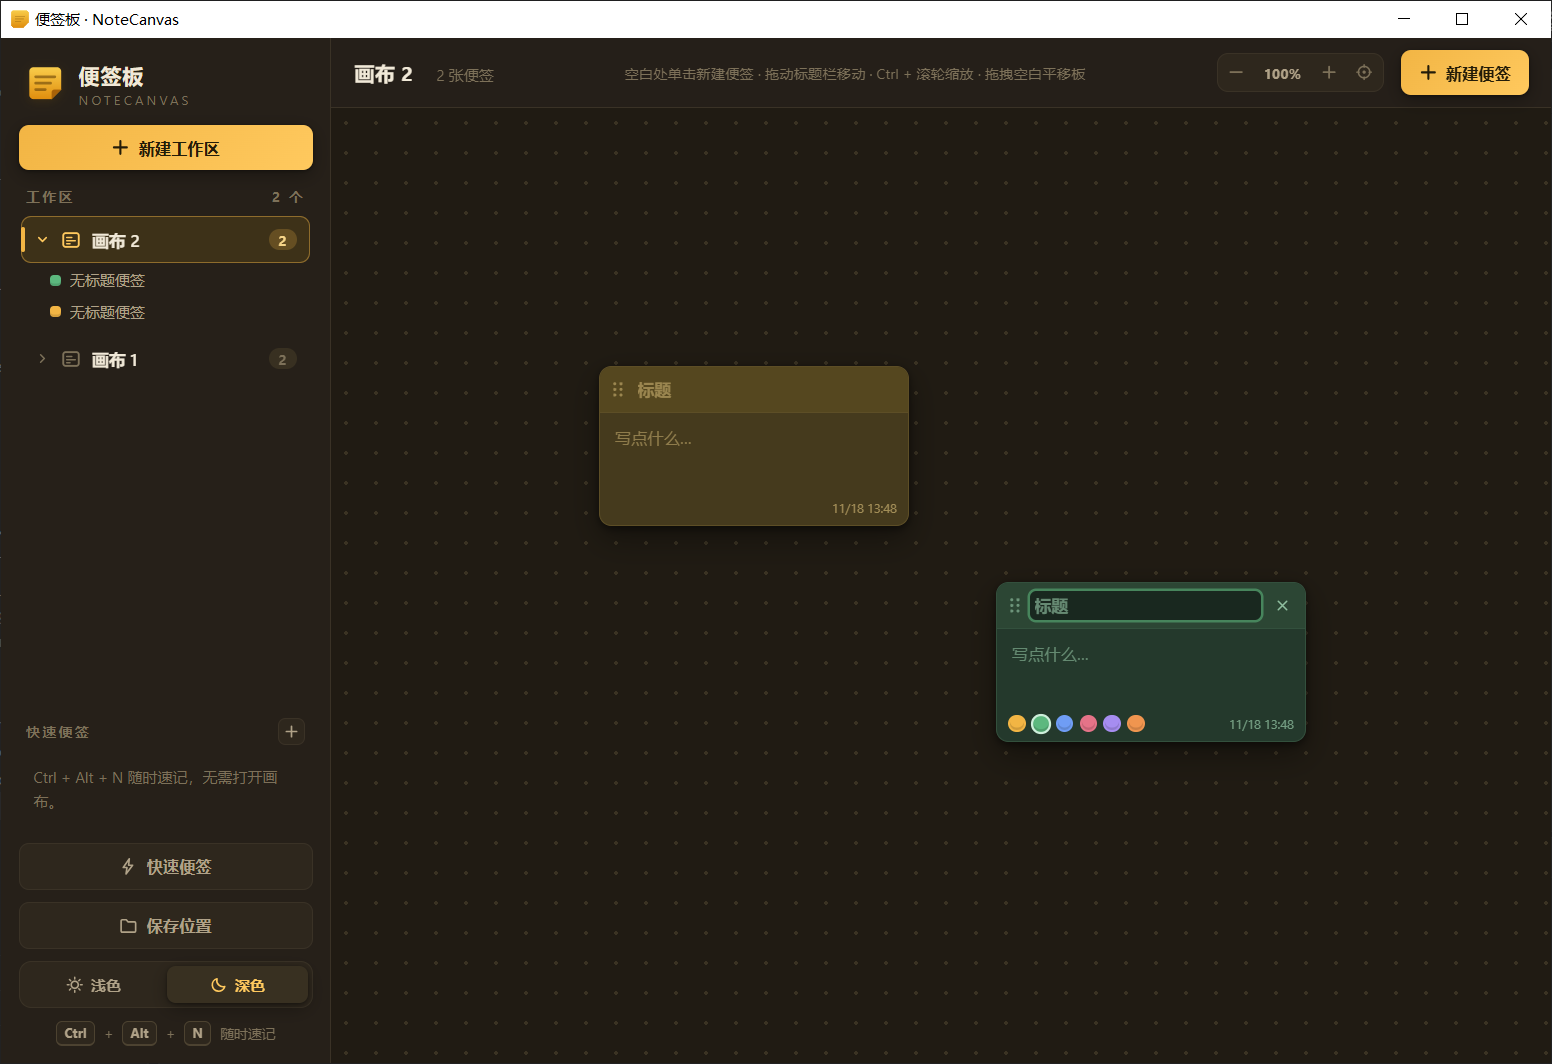 便签板 · NoteCanvas
便签板
NOTECANVAS
新建工作区
工作区
2 个
画布 2
2
无标题便签
无标题便签
画布 1
2
快速便签
Ctrl + Alt + N 随时速记，无需打开画
布。
快速便签
保存位置
浅色
深色
Ctrl + Alt + N 随时速记
画布 2
2 张便签
空白处单击新建便签 · 拖动标题栏移动 · Ctrl + 滚轮缩放 · 拖拽空白平移板
100%
新建便签
标题
写点什么...
11/18 13:48
标题
写点什么...
11/18 13:48